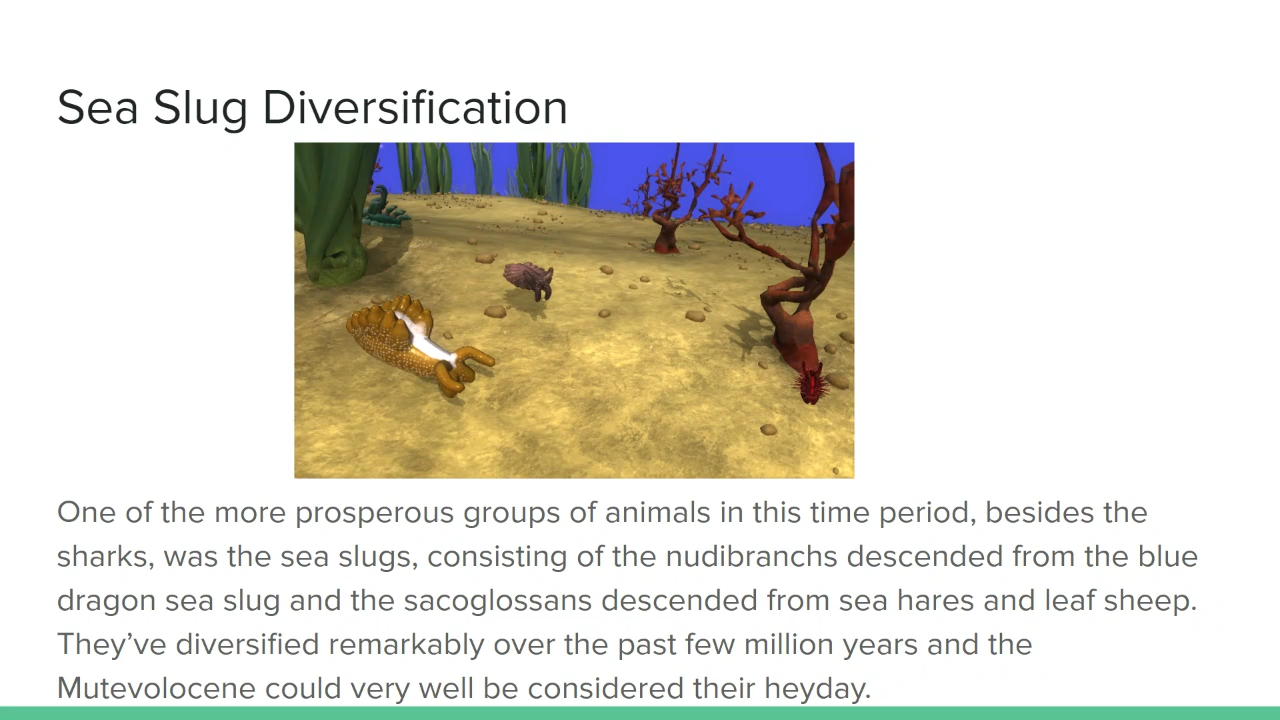 Sea Slug Diversification
One of the more prosperous groups of animals in this time period, besides the
sharks, was the sea slugs, consisting of the nudibranchs descended from the blue
dragon sea slug and the sacoglossans descended from sea hares and leaf sheep.
They’ve diversified remarkably over the past few million years and the
Mutevolocene could very well be considered their heyday.